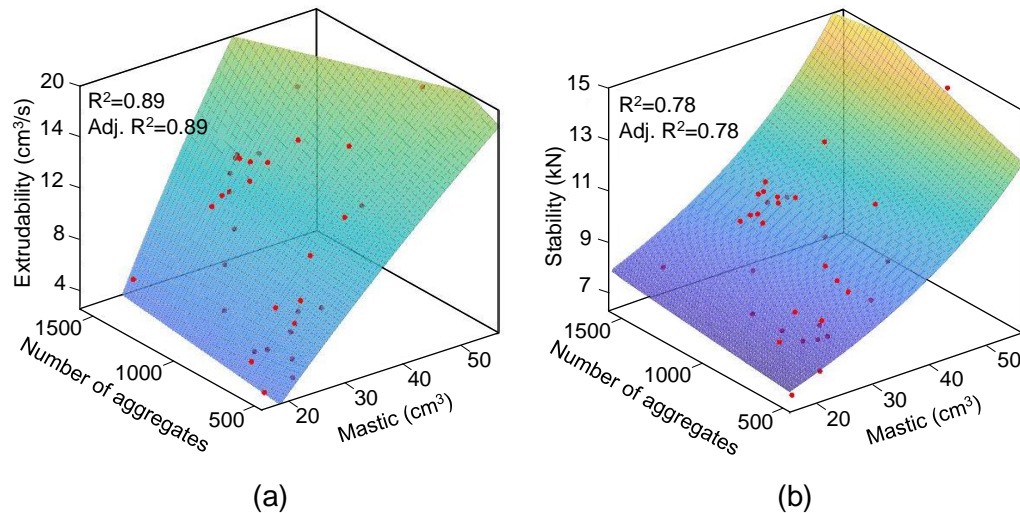 R²=0.89
Adj. R²=0.89
Extrudability (cm³/s)
20
14
12
8
4
1500
1000
500
Number of aggregates
20
30
40
50
Mastic (cm³)
(a)
R²=0.78
Adj. R²=0.78
Stability (kN)
15
13
11
9
7
1500
1000
500
Number of aggregates
20
30
40
50
Mastic (cm³)
(b)